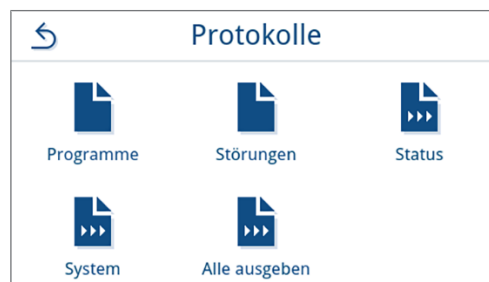 Protokolle
Programme
Störungen
Status
System
Alle ausgeben